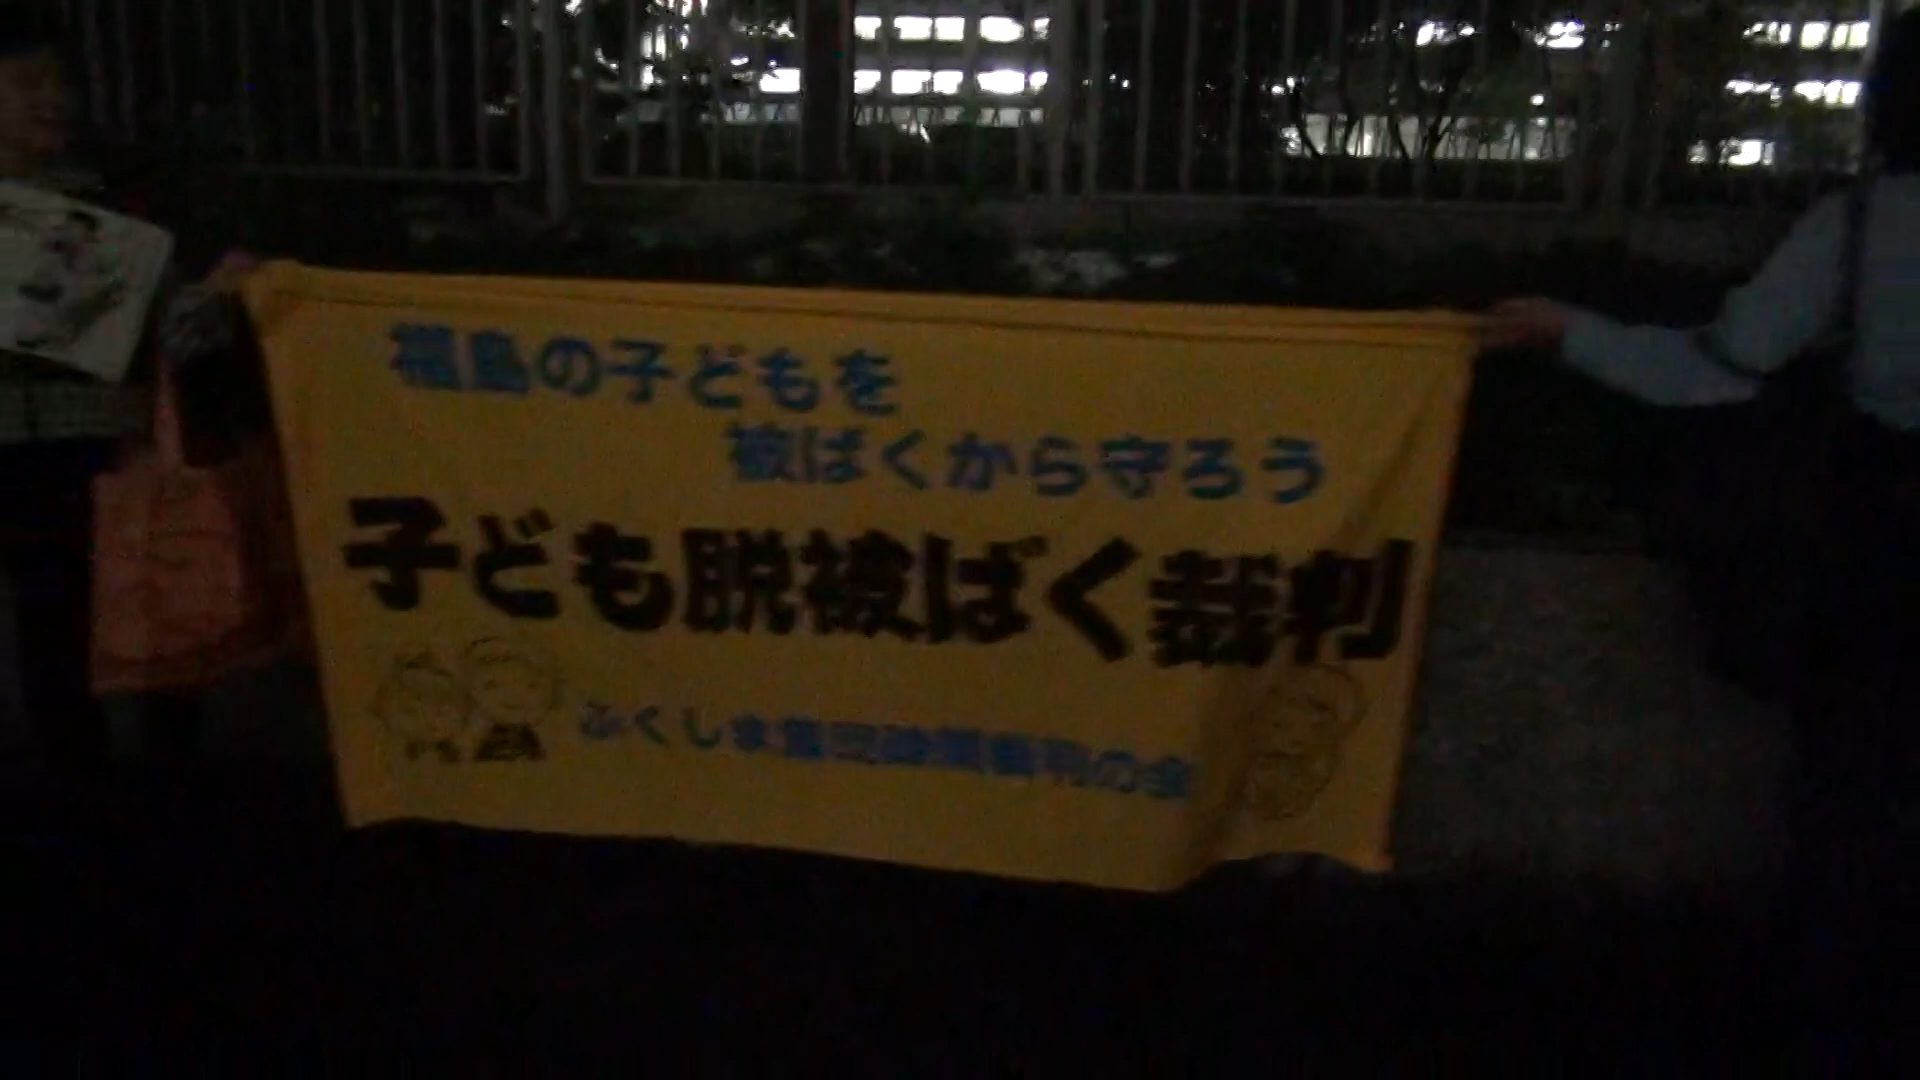 福島の子どもを
被ばくから守ろう
子ども脱被ばく裁判
ふくしま集団疎開裁判の会